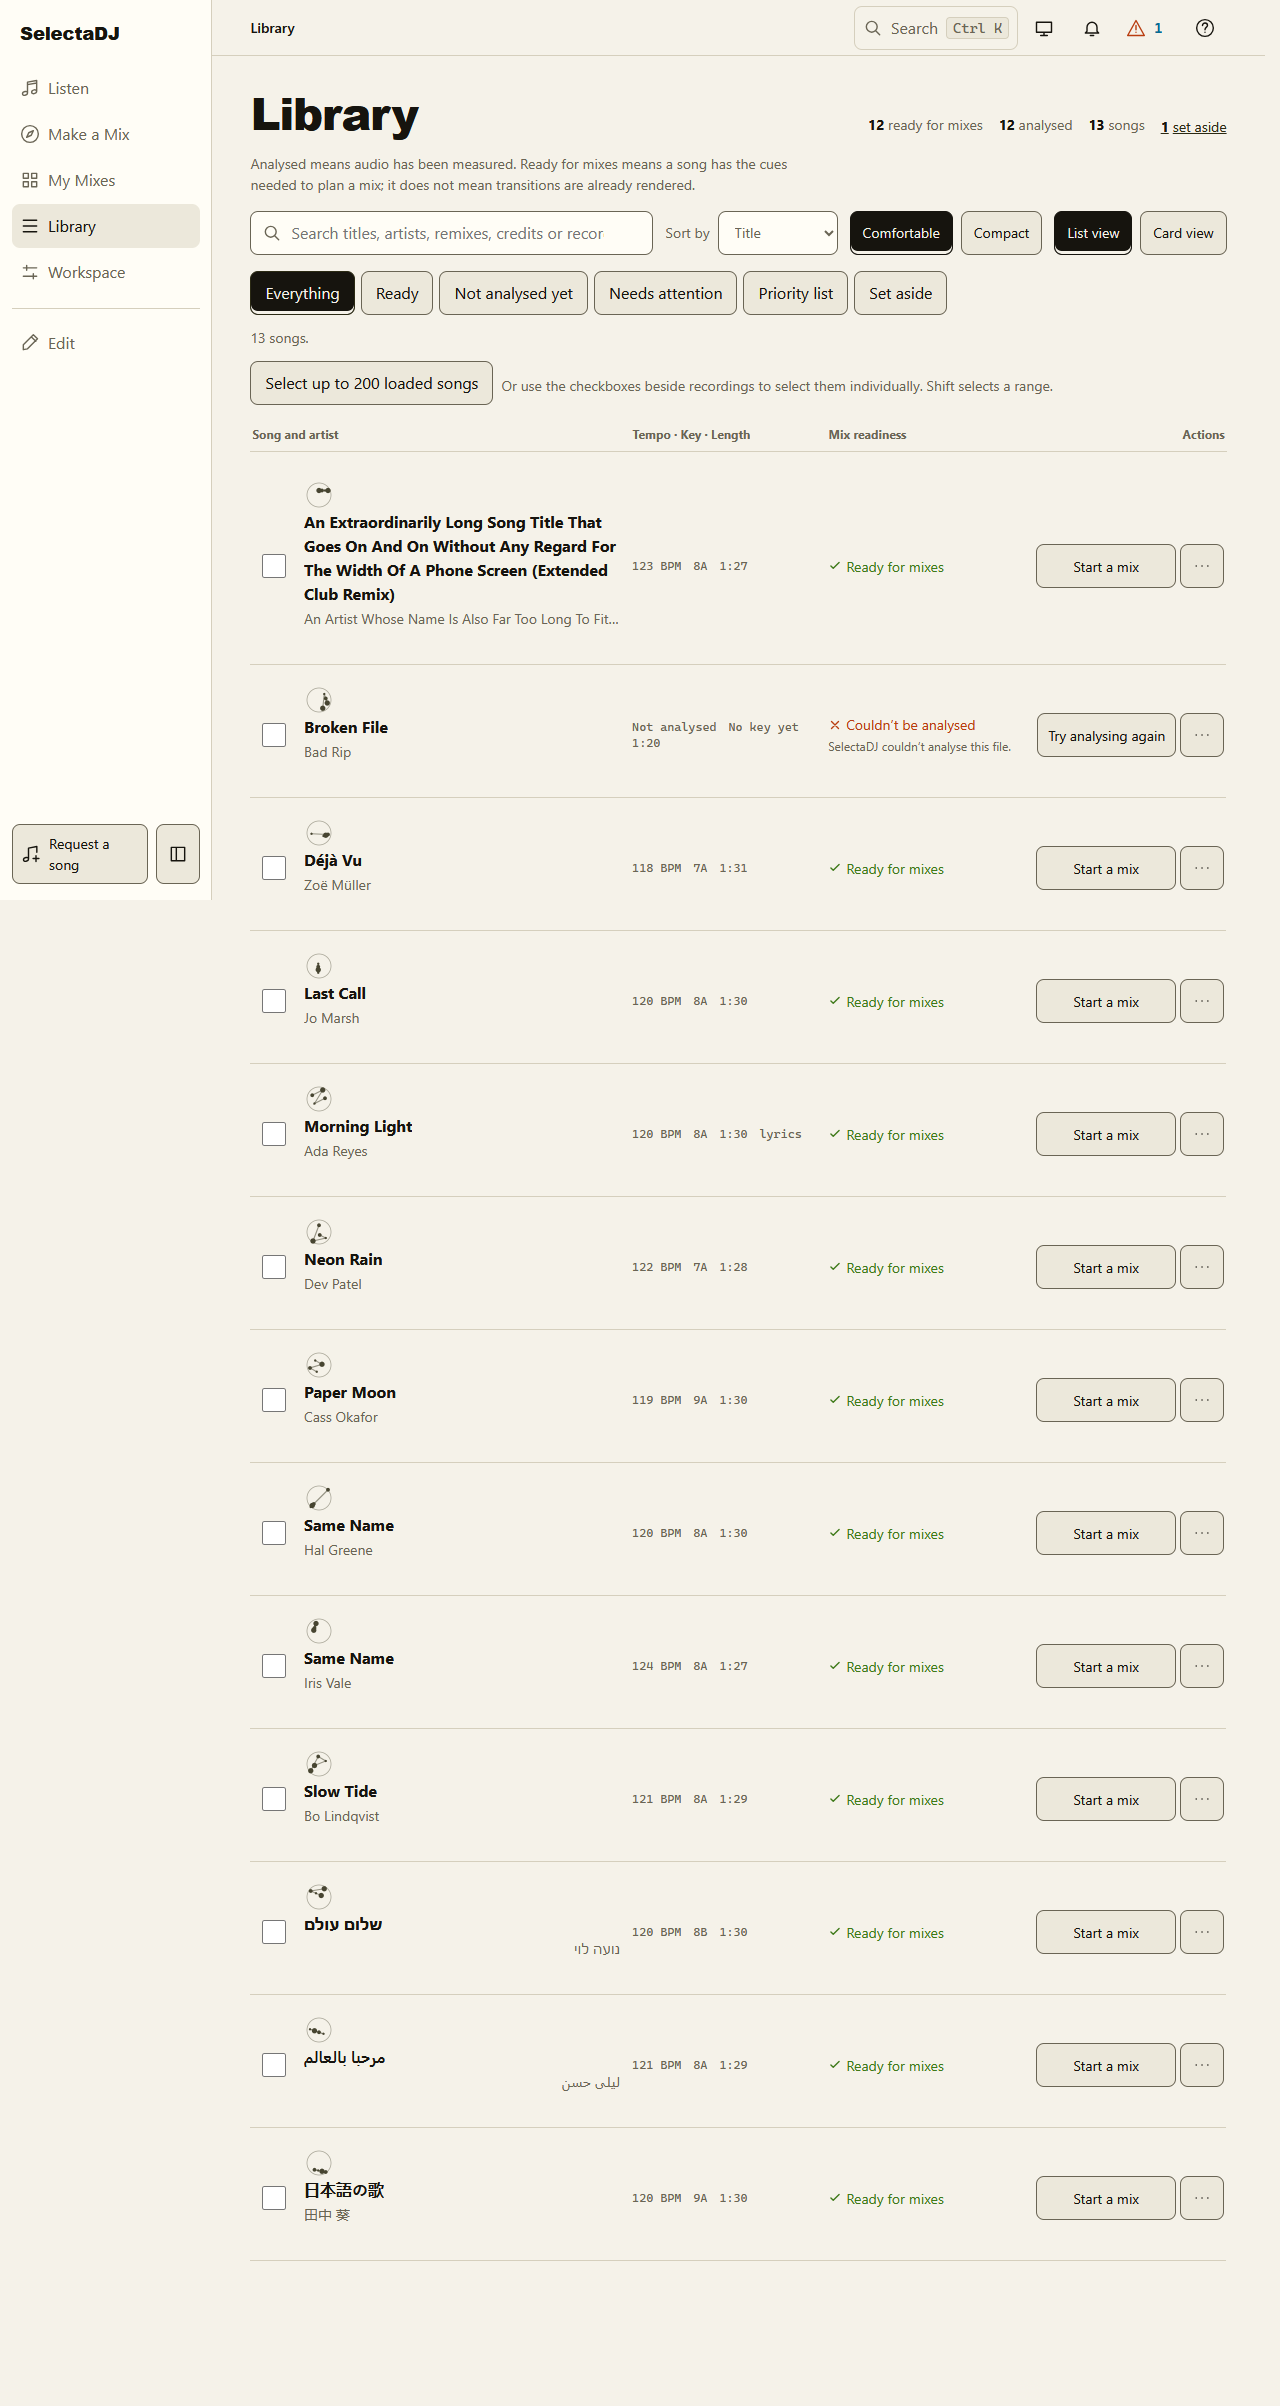 SelectaDJ
Listen
Make a Mix
My Mixes
Library
Workspace
Edit
Request a
song
Library
Search Ctrl K
1
Library
12 ready for mixes 12 analysed 13 songs 1 set aside
Analysed means audio has been measured. Ready for mixes means a song has the cues
needed to plan a mix; it does not mean transitions are already rendered.
Search titles, artists, remixes, credits or recor
Sort by Title Comfortable Compact List view Card view
Everything Ready Not analysed yet Needs attention Priority list Set aside
13 songs.
Select up to 200 loaded songs Or use the checkboxes beside recordings to select them individually. Shift selects a range.
Song and artist Tempo · Key · Length Mix readiness Actions
An Extraordinarily Long Song Title That
Goes On And On Without Any Regard For
The Width Of A Phone Screen (Extended
Club Remix)
An Artist Whose Name Is Also Far Too Long To Fit...
123 BPM 8A 1:27 Ready for mixes Start a mix ...
Broken File
Bad Rip
Not analysed No key yet
1:20
Couldn't be analysed
SelectaDJ couldn't analyse this file.
Try analysing again ...
Déjà Vu
Zoë Müller
118 BPM 7A 1:31 Ready for mixes Start a mix ...
Last Call
Jo Marsh
120 BPM 8A 1:30 Ready for mixes Start a mix ...
Morning Light
Ada Reyes
120 BPM 8A 1:30 lyrics Ready for mixes Start a mix ...
Neon Rain
Dev Patel
122 BPM 7A 1:28 Ready for mixes Start a mix ...
Paper Moon
Cass Okafor
119 BPM 9A 1:30 Ready for mixes Start a mix ...
Same Name
Hal Greene
120 BPM 8A 1:30 Ready for mixes Start a mix ...
Same Name
Iris Vale
124 BPM 8A 1:27 Ready for mixes Start a mix ...
Slow Tide
Bo Lindqvist
121 BPM 8A 1:29 Ready for mixes Start a mix ...
שלום עולם
נועה לוי
120 BPM 8B 1:30 Ready for mixes Start a mix ...
مرحبا بالعالم
ليلى حسن
121 BPM 8A 1:29 Ready for mixes Start a mix ...
日本語の歌
田中 葵
120 BPM 9A 1:30 Ready for mixes Start a mix ...